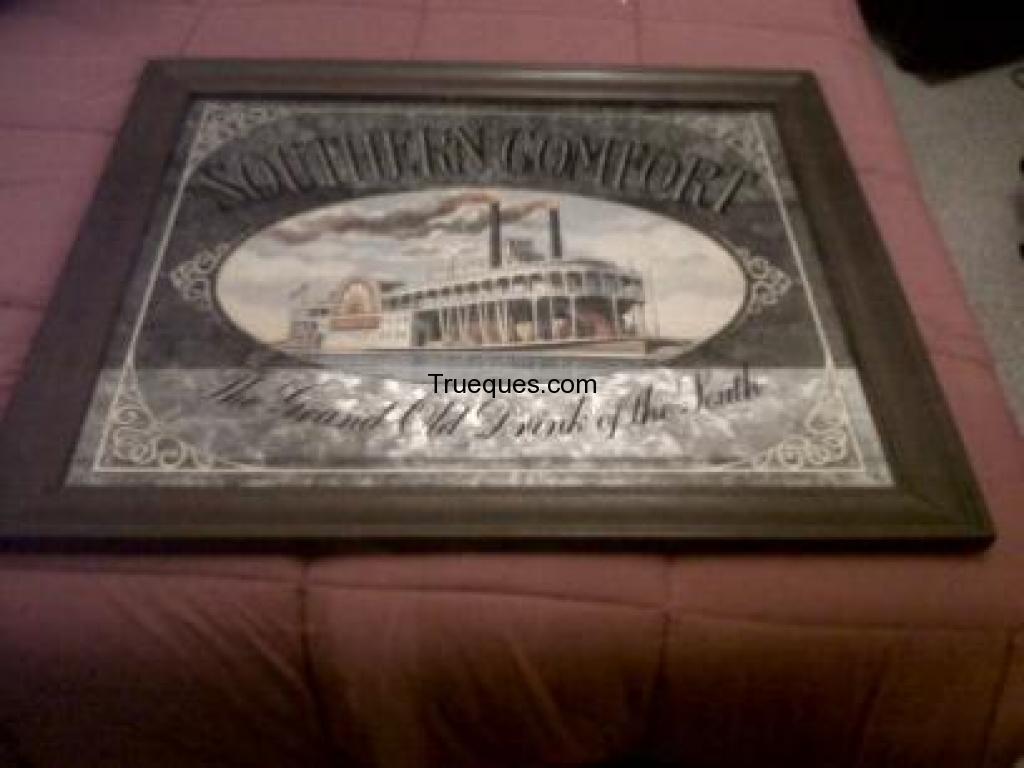 SOUTHERN COMFORT
Trueques.com
The Grand Old Drink of the South